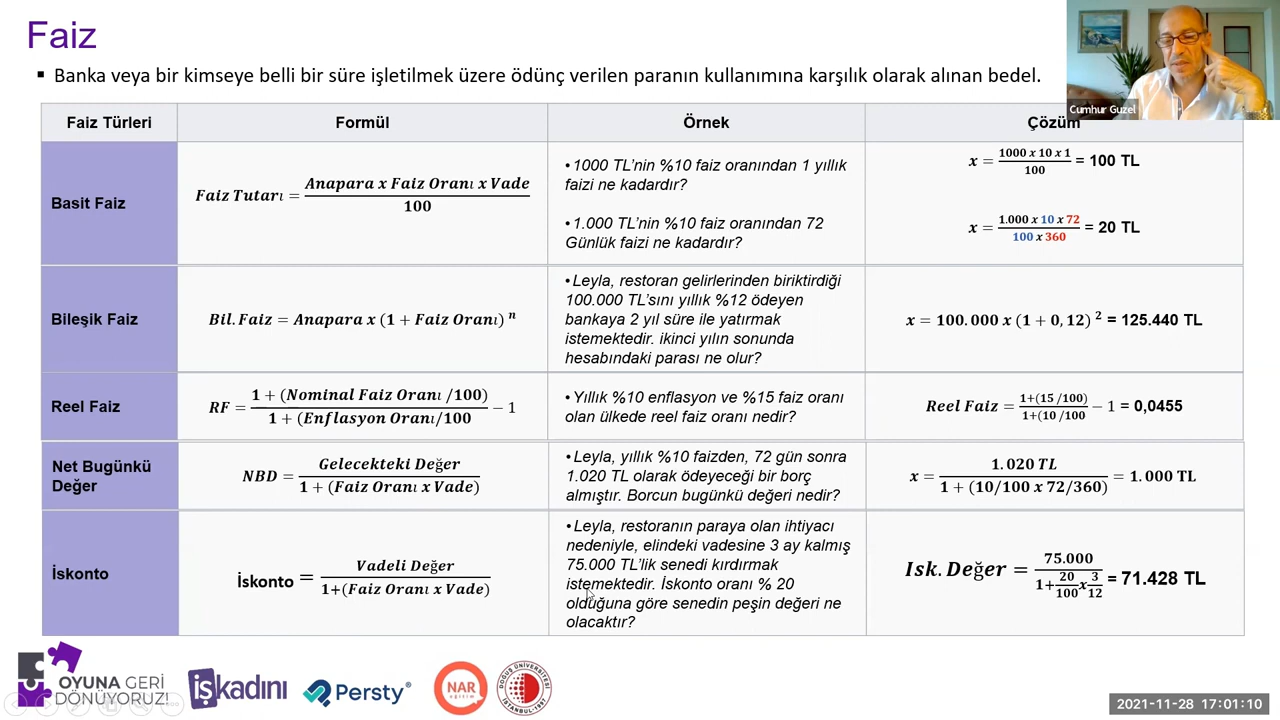 Faiz
▪ Banka veya bir kimseye belli bir süre işletilmek üzere ödünç verilen paranın kullanımına karşılık olarak alınan bedel.
Cumhur Guzel
Faiz Türleri Formül Örnek Çözüm
Basit Faiz
Faiz Tutarı = Anapara x Faiz Oranı x Vade / 100
•1000 TL'nin %10 faiz oranından 1 yıllık
faizi ne kadardır?
x = 1000 x 10 x 1 / 100 = 100 TL
•1.000 TL'nin %10 faiz oranından 72
Günlük faizi ne kadardır?
x = 1.000 x 10 x 72 / 100 x 360 = 20 TL
Bileşik Faiz
Bil. Faiz = Anapara x (1 + Faiz Oranı) ⁿ
•Leyla, restoran gelirlerinden biriktirdiği
100.000 TL'sını yıllık %12 ödeyen
bankaya 2 yıl süre ile yatırmak
istemektedir. ikinci yılın sonunda
hesabındaki parası ne olur?
x = 100.000 x (1 + 0, 12) ² = 125.440 TL
Reel Faiz
RF = 1 + (Nominal Faiz Oranı /100) / 1 + (Enflasyon Oranı/100 − 1
•Yıllık %10 enflasyon ve %15 faiz oranı
olan ülkede reel faiz oranı nedir?
Reel Faiz = 1+(15 /100) / 1+(10 /100 − 1 = 0,0455
Net Bugünkü
Değer
NBD = Gelecekteki Değer / 1 + (Faiz Oranı x Vade)
•Leyla, yıllık %10 faizden, 72 gün sonra
1.020 TL olarak ödeyeceği bir borç
almıştır. Borcun bugünkü değeri nedir?
x = 1.020 TL / 1 + (10/100 x 72/360) = 1.000 TL
İskonto
İskonto = Vadeli Değer / 1+(Faiz Oranı x Vade)
•Leyla, restoranın paraya olan ihtiyacı
nedeniyle, elindeki vadesine 3 ay kalmış
75.000 TL'lik senedi kırdırmak
istemektedir. İskonto oranı % 20
olduğuna göre senedin peşin değeri ne
olacaktır?
Isk. Değer = 75.000 / 1+ 20/100 x 3/12 = 71.428 TL
OYUNA GERİ
DÖNÜYORUZ!
işkadını
Persty
NAR
eğitim
DOĞUŞ ÜNİVERSİTESİ
İSTANBUL-1997
2021-11-28 17:01:10